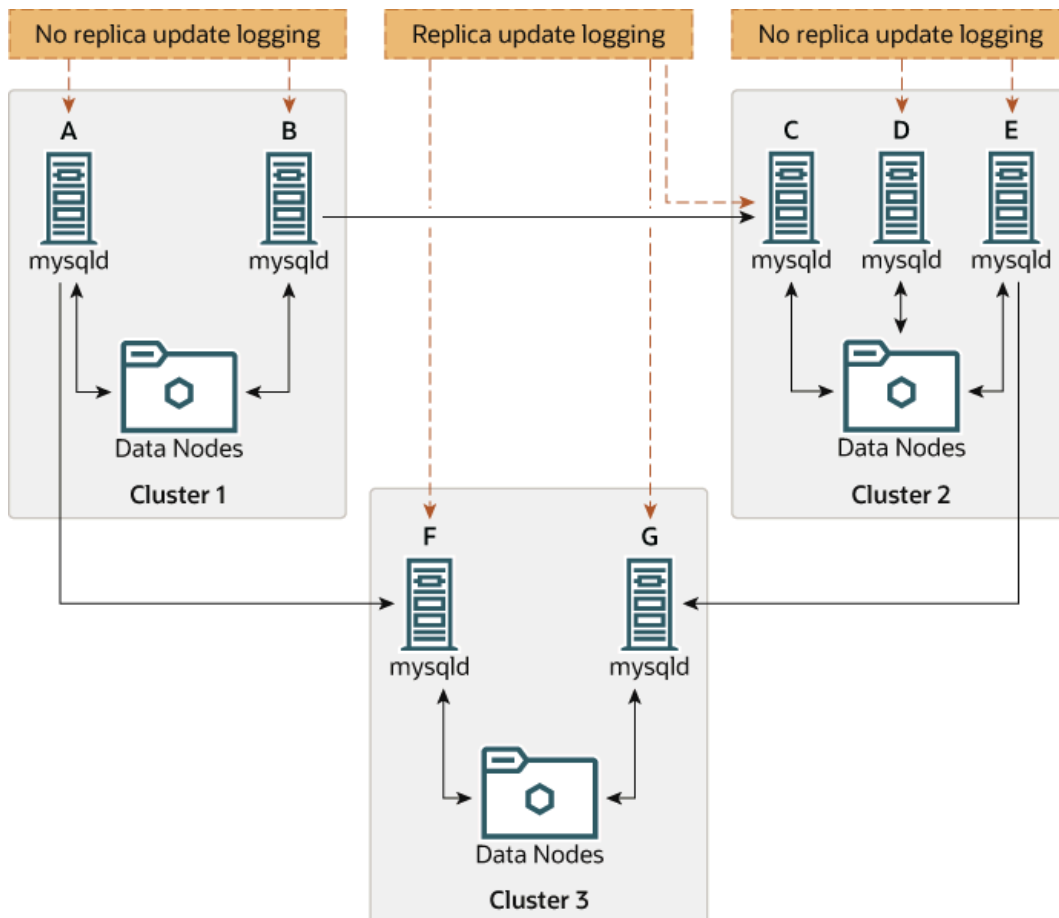 No replica update logging
Replica update logging
No replica update logging
A
B
C
D
E
mysqld
mysqld
mysqld
mysqld
mysqld
Data Nodes
Data Nodes
Cluster 1
Cluster 2
F
G
mysqld
mysqld
Data Nodes
Cluster 3